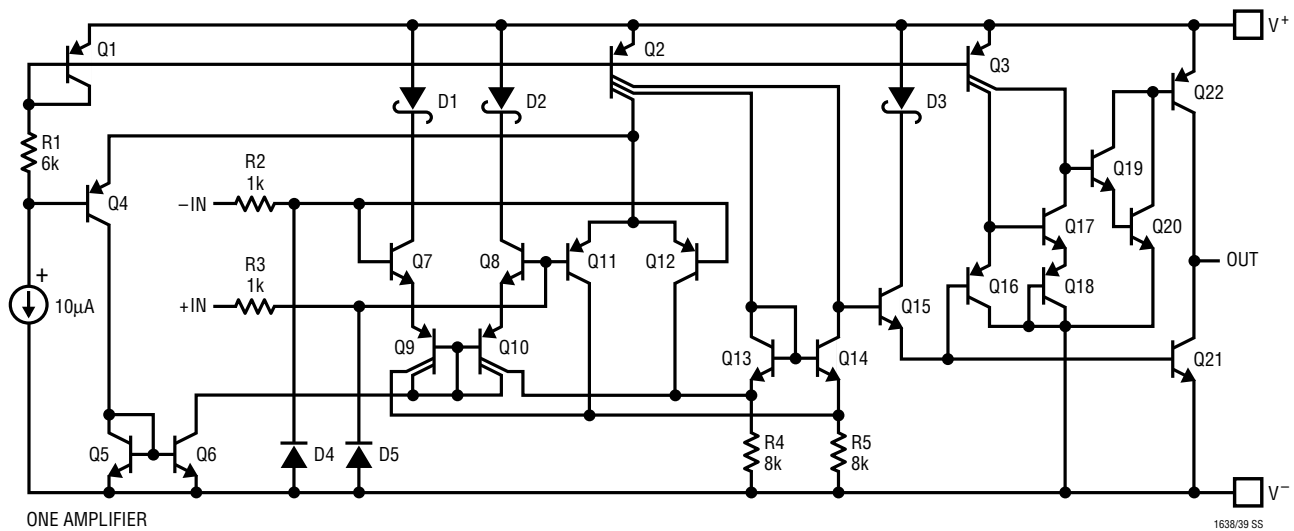 V+
Q1
Q2
Q3
Q22
D1
D2
D3
R1
6k
R2
1k
Q19
Q4
−IN
Q17
Q20
Q7
Q8
Q11
Q12
OUT
+
10µA
R3
1k
+IN
Q15
Q16
Q18
Q9
Q10
Q13
Q14
Q21
Q5
Q6
D4
D5
R4
8k
R5
8k
V−
ONE AMPLIFIER
1638/39 SS